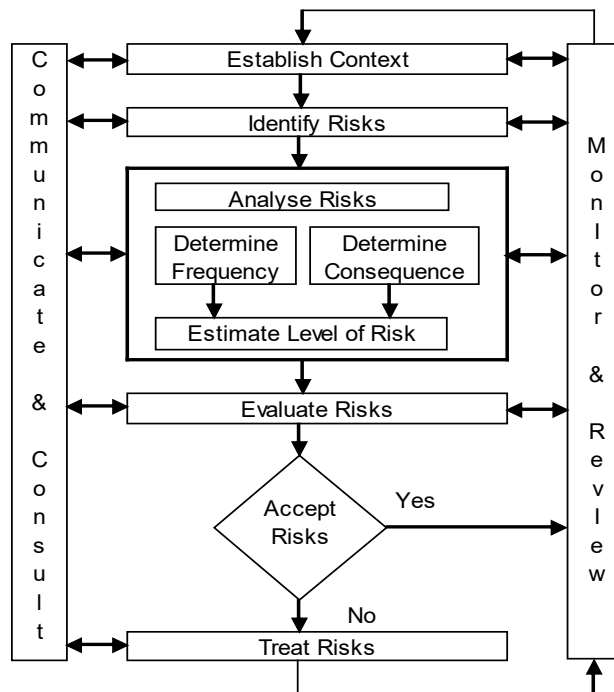 Communicate & Consult
Establish Context
Identify Risks
Analyse Risks
Determine
Frequency
Determine
Consequence
Estimate Level of Risk
Evaluate Risks
Accept
Risks
Yes
No
Treat Risks
MonItor & RevIew